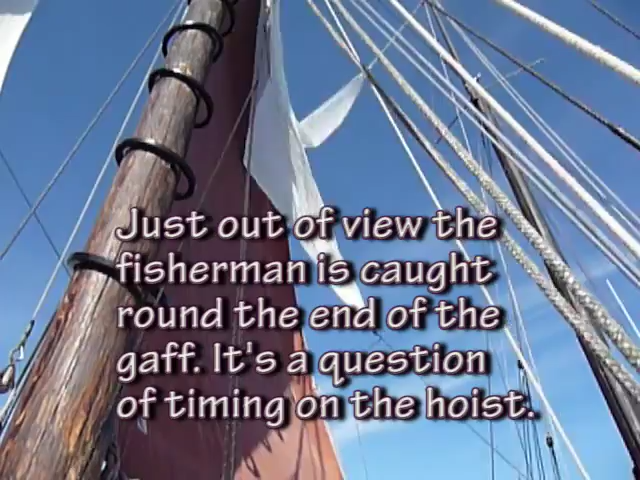 Just out of view the
fisherman is caught
round the end of the
gaff. It's a question
of timing on the hoist.